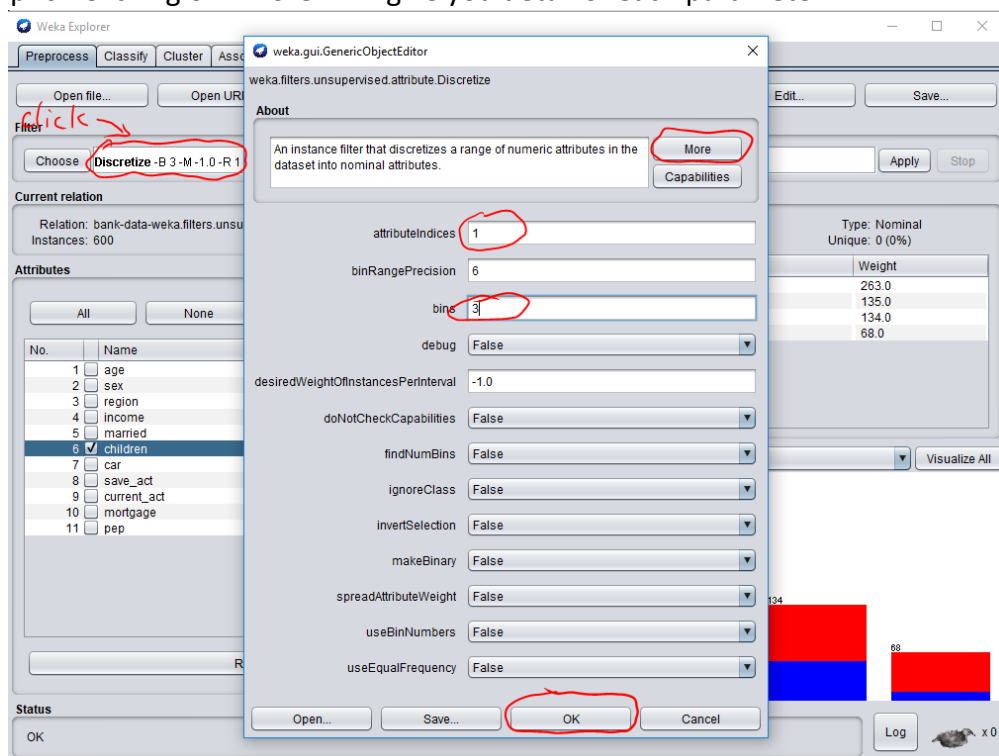 Weka Explorer
Preprocess Classify Cluster Asso
Open file... Open URI Edit... Save...
Filter
click
Choose Discretize -B 3 -M -1.0 -R 1 Apply Stop
Current relation
Relation: bank-data-weka.filters.unsu Type: Nominal
Instances: 600 Unique: 0 (0%)
Attributes
Weight
263.0
135.0
134.0
68.0
All None
No. Name
1 age
2 sex
3 region
4 income
5 married
6 children
7 car
8 save_act
9 current_act
10 mortgage
11 pep
Visualize All
134
68
R
Status
OK
Log x 0
weka.gui.GenericObjectEditor
weka.filters.unsupervised.attribute.Discretize
About
An instance filter that discretizes a range of numeric attributes in the
dataset into nominal attributes.
More
Capabilities
attributeIndices 1
binRangePrecision 6
bins 3
debug False
desiredWeightOfInstancesPerInterval -1.0
doNotCheckCapabilities False
findNumBins False
ignoreClass False
invertSelection False
makeBinary False
spreadAttributeWeight False
useBinNumbers False
useEqualFrequency False
Open... Save... OK Cancel